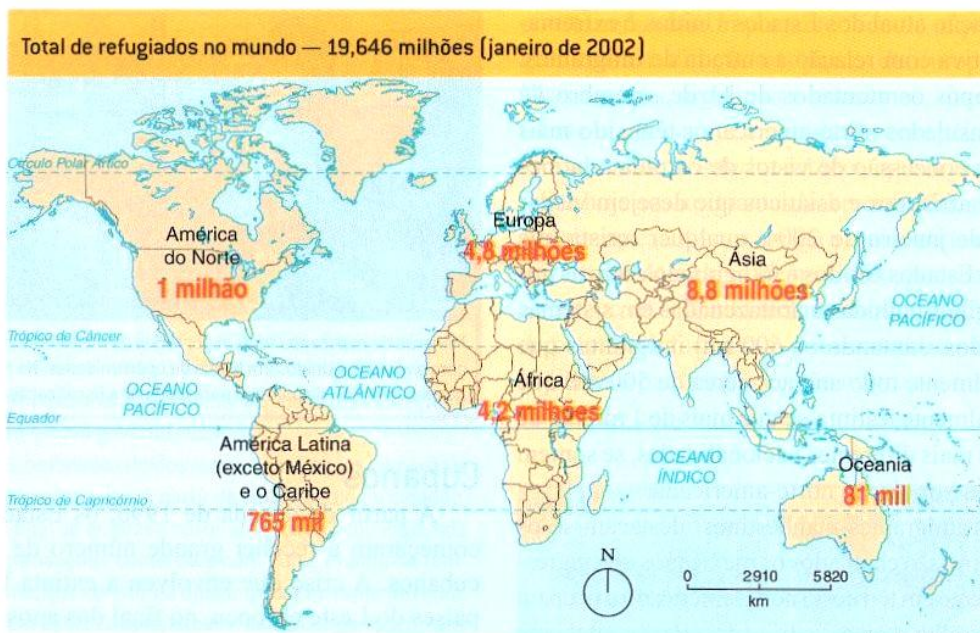 Total de refugiados no mundo — 19,646 milhões (janeiro de 2002)
Círculo Polar Ártico
América
do Norte
1 milhão
Europa
4,8 milhões
Ásia
8,8 milhões
OCEANO
PACÍFICO
Trópico de Câncer
OCEANO
ATLÂNTICO
OCEANO
PACÍFICO
África
4,2 milhões
Equador
América Latina
(exceto México)
e o Caribe
765 mil
OCEANO
ÍNDICO
Oceania
81 mil
Trópico de Capricórnio
N
0 2910 5820
km